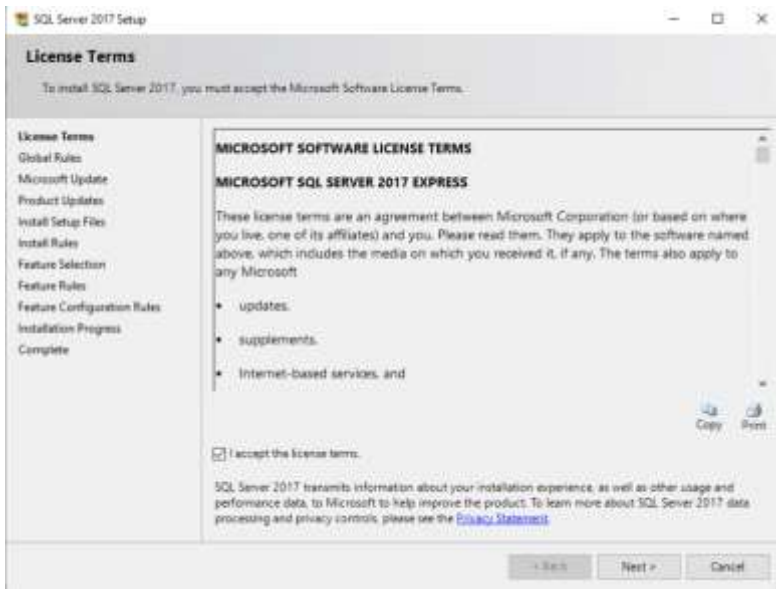 SQL Server 2017 Setup
License Terms
To install SQL Server 2017, you must accept the Microsoft Software License Terms.
License Terms
Global Rules
Microsoft Update
Product Updates
Install Setup Files
Install Rules
Feature Selection
Feature Rules
Feature Configuration Rules
Installation Progress
Complete
MICROSOFT SOFTWARE LICENSE TERMS
MICROSOFT SQL SERVER 2017 EXPRESS
These license terms are an agreement between Microsoft Corporation (or based on where
you live, one of its affiliates) and you. Please read them. They apply to the software named
above, which includes the media on which you received it, if any. The terms also apply to
any Microsoft
• updates,
• supplements,
• Internet-based services, and
Copy
Print
I accept the license terms.
SQL Server 2017 transmits information about your installation experience, as well as other usage and
performance data, to Microsoft to help improve the product. To learn more about SQL Server 2017 data
processing and privacy controls, please see the Privacy Statement.
< Back
Next >
Cancel